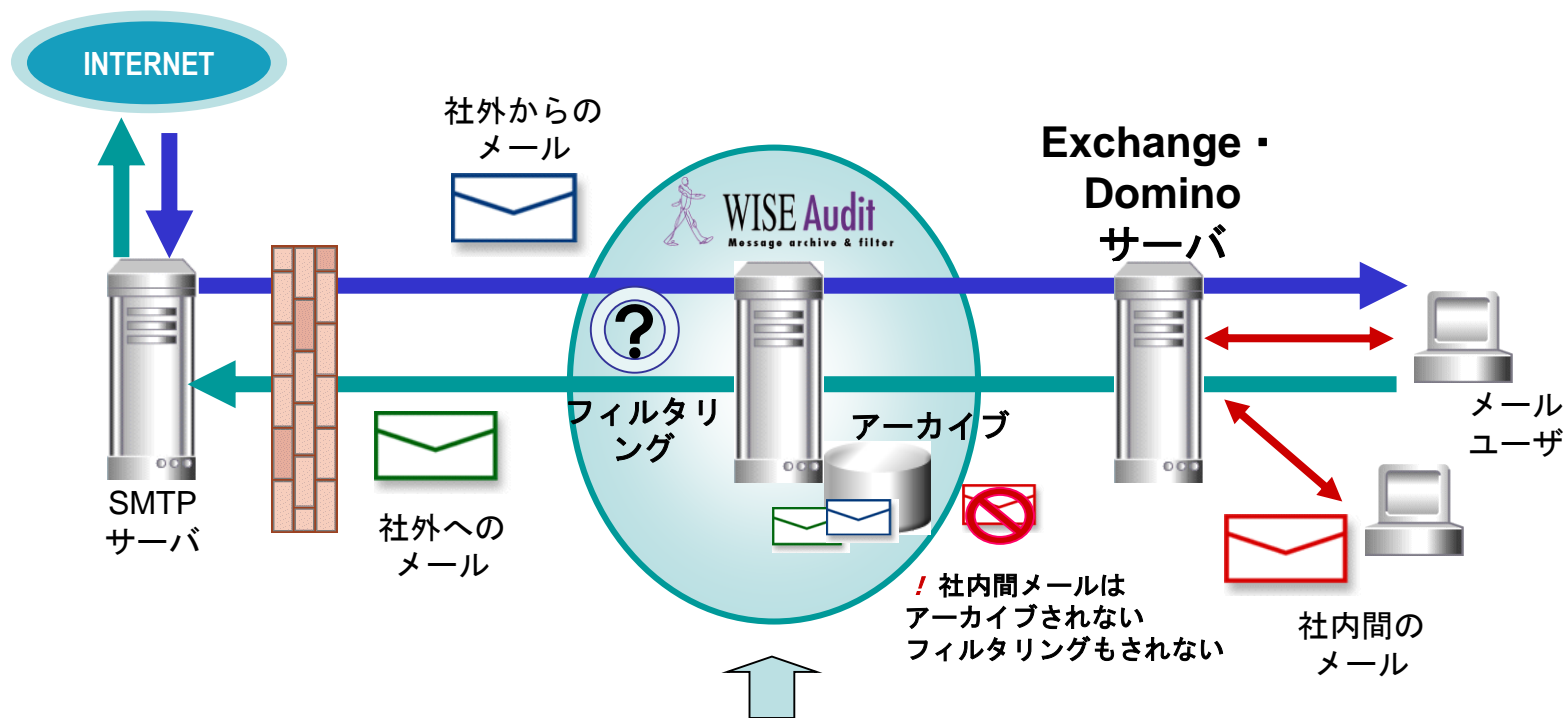 INTERNET
社外からの
メール
WISE Audit
Message archive & filter
Exchange・
Domino
サーバ
?
フィルタリ
ング
アーカイブ
メール
ユーザ
SMTP
サーバ
社外への
メール
! 社内間メールは
アーカイブされない
フィルタリングもされない
社内間の
メール